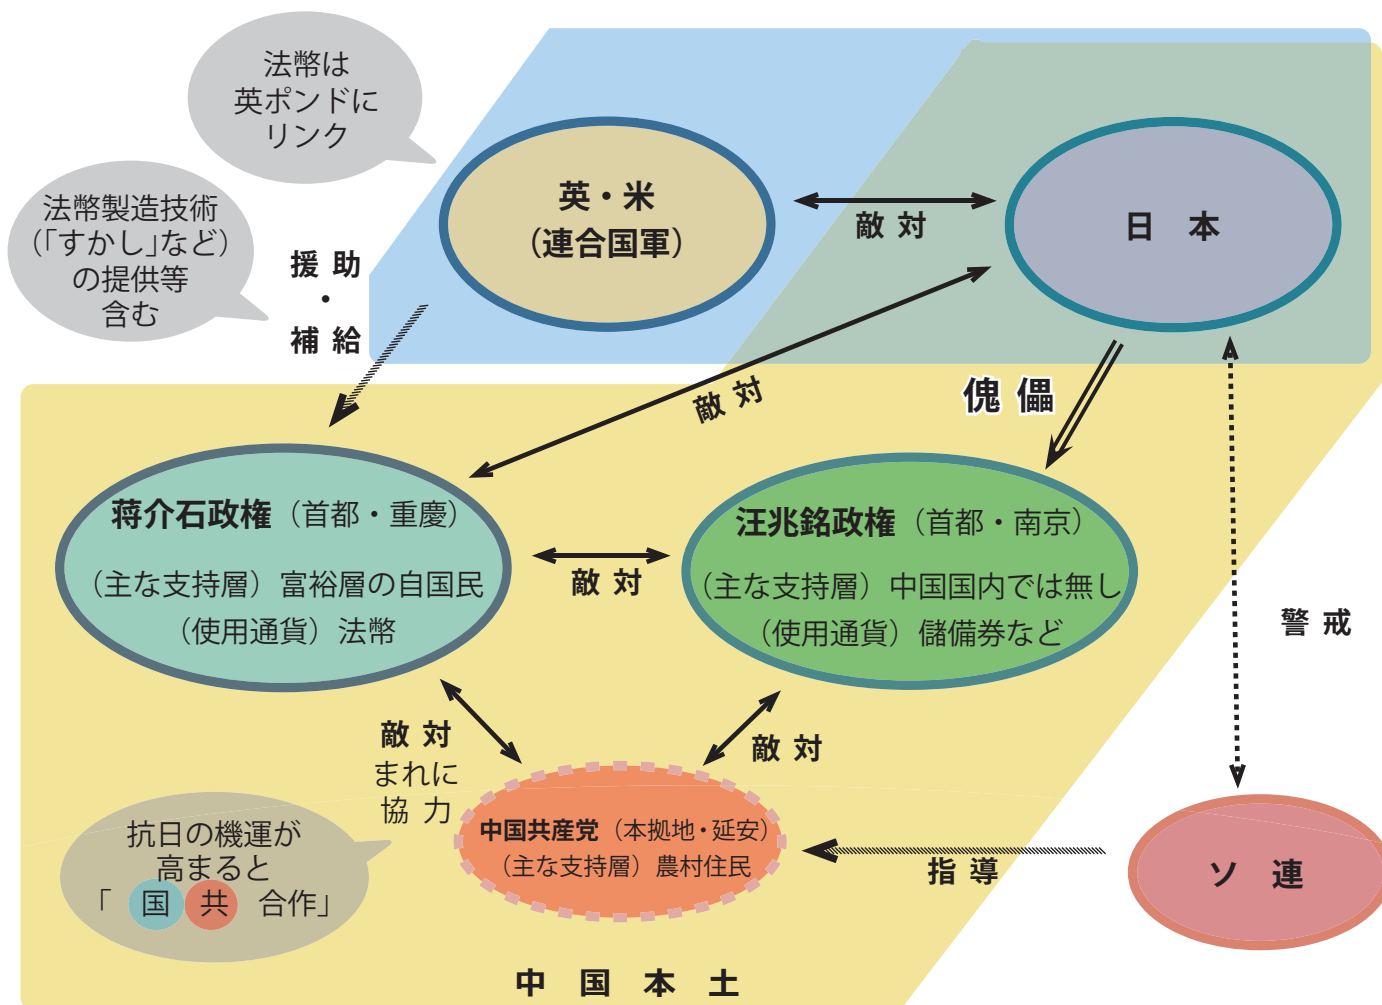 法幣は
英ポンドに
リンク
法幣製造技術
(「すかし」など)
の提供等
含む
援助
・
補給
英・米
(連合国軍)
敵対
日本
敵対
傀儡
蒋介石政権(首都・重慶)
(主な支持層)富裕層の自国民
(使用通貨)法幣
敵対
汪兆銘政権(首都・南京)
(主な支持層)中国国内では無し
(使用通貨)儲備券など
警戒
敵対
まれに
協力
敵対
抗日の機運が
高まると
「国共合作」
中国共産党(本拠地・延安)
(主な支持層)農村住民
指導
ソ連
中国本土